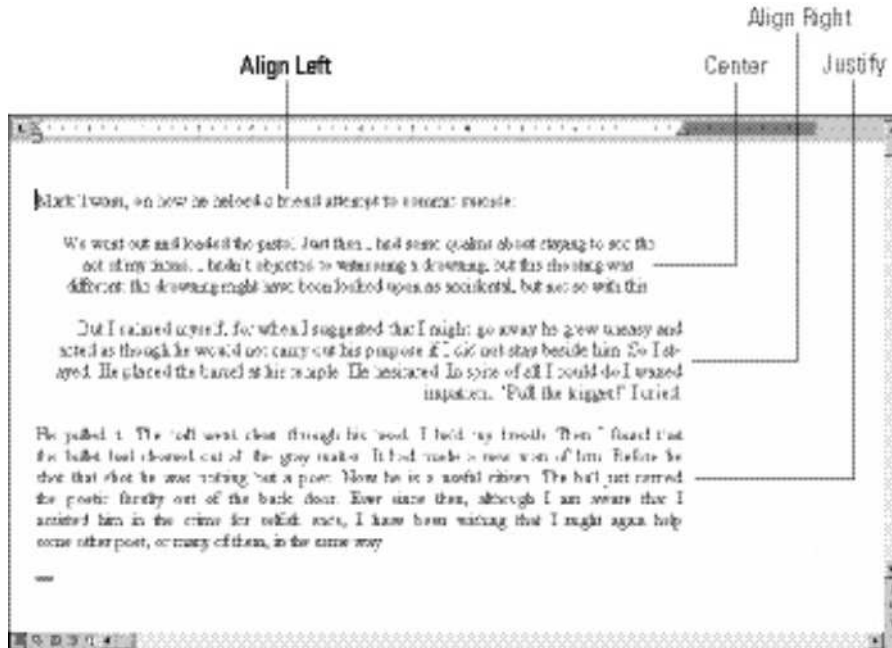 Align Right
Align Left
Center
Justify
Mark Twain, on how he helped a friend attempt to commit suicide:
We went out and loaded the pistol. Just then I had some qualms about staying to see the
act of my friend. I hadn't objected to witnessing a drowning, but this shooting was
different: the drowning might have been looked upon as accidental, but not so with this
But I calmed myself, for when I suggested that I might go away he grew uneasy and
acted as though he would not carry out his purpose if I did not stay beside him. So I st-
ayed. He placed the barrel at his temple. He hesitated. In spite of all I could do I waxed
impatient. "Pull the trigger!" I cried.
He pulled it. The ball went clear through his head. I held my breath. Then I found that
the bullet had cleaned out all the gray matter. It had made a new man of him. Before he
shot that shot he was nothing but a poet. Now he is a useful citizen. The ball just carried
the poetic faculty out of the back door. Ever since then, although I am aware that I
assisted him in the crime for selfish ends, I have been wishing that I might again help
some other poet, or many of them, in the same way